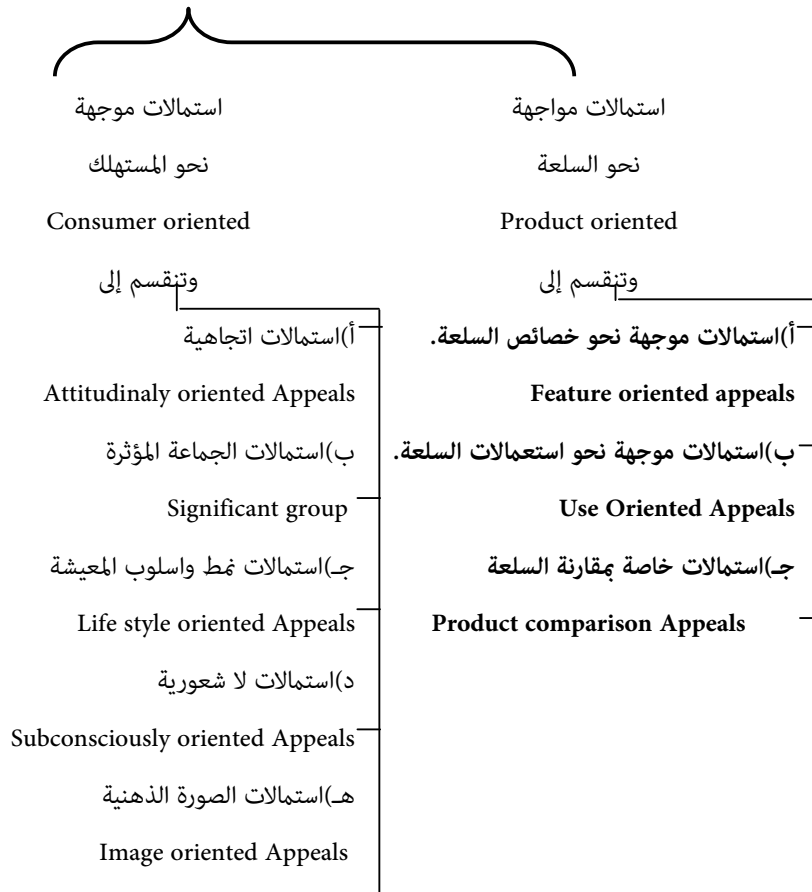 استمالات مواجهة
نحو السلعة
Product oriented
وتنقسم إلى
أ)استمالات موجهة نحو خصائص السلعة.
Feature oriented appeals
ب)استمالات موجهة نحو استعمالات السلعة.
Use Oriented Appeals
جـ)استمالات خاصة بمقارنة السلعة
Product comparison Appeals
استمالات موجهة
نحو المستهلك
Consumer oriented
وتنقسم إلى
أ)استمالات اتجاهية
Attitudinaly oriented Appeals
ب)استمالات الجماعة المؤثرة
Significant group
جـ)استمالات نمط واسلوب المعيشة
Life style oriented Appeals
د)استمالات لا شعورية
Subconsciously oriented Appeals
هـ)استمالات الصورة الذهنية
Image oriented Appeals